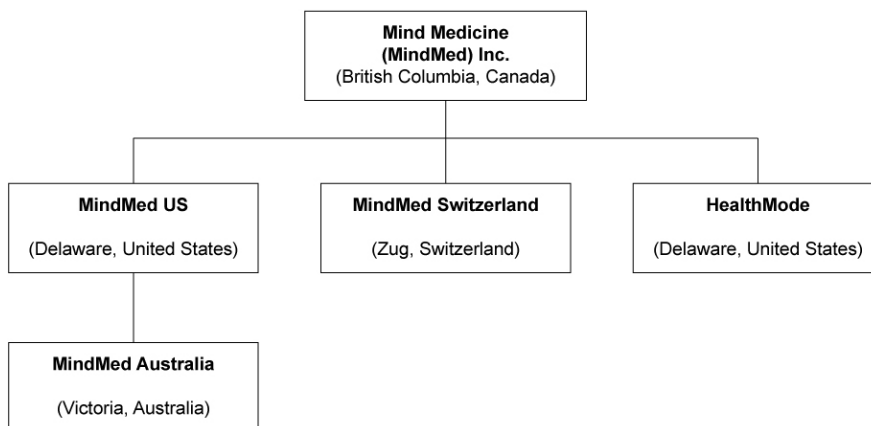 Mind Medicine
(MindMed) Inc.
(British Columbia, Canada)
MindMed US
(Delaware, United States)
MindMed Switzerland
(Zug, Switzerland)
HealthMode
(Delaware, United States)
MindMed Australia
(Victoria, Australia)